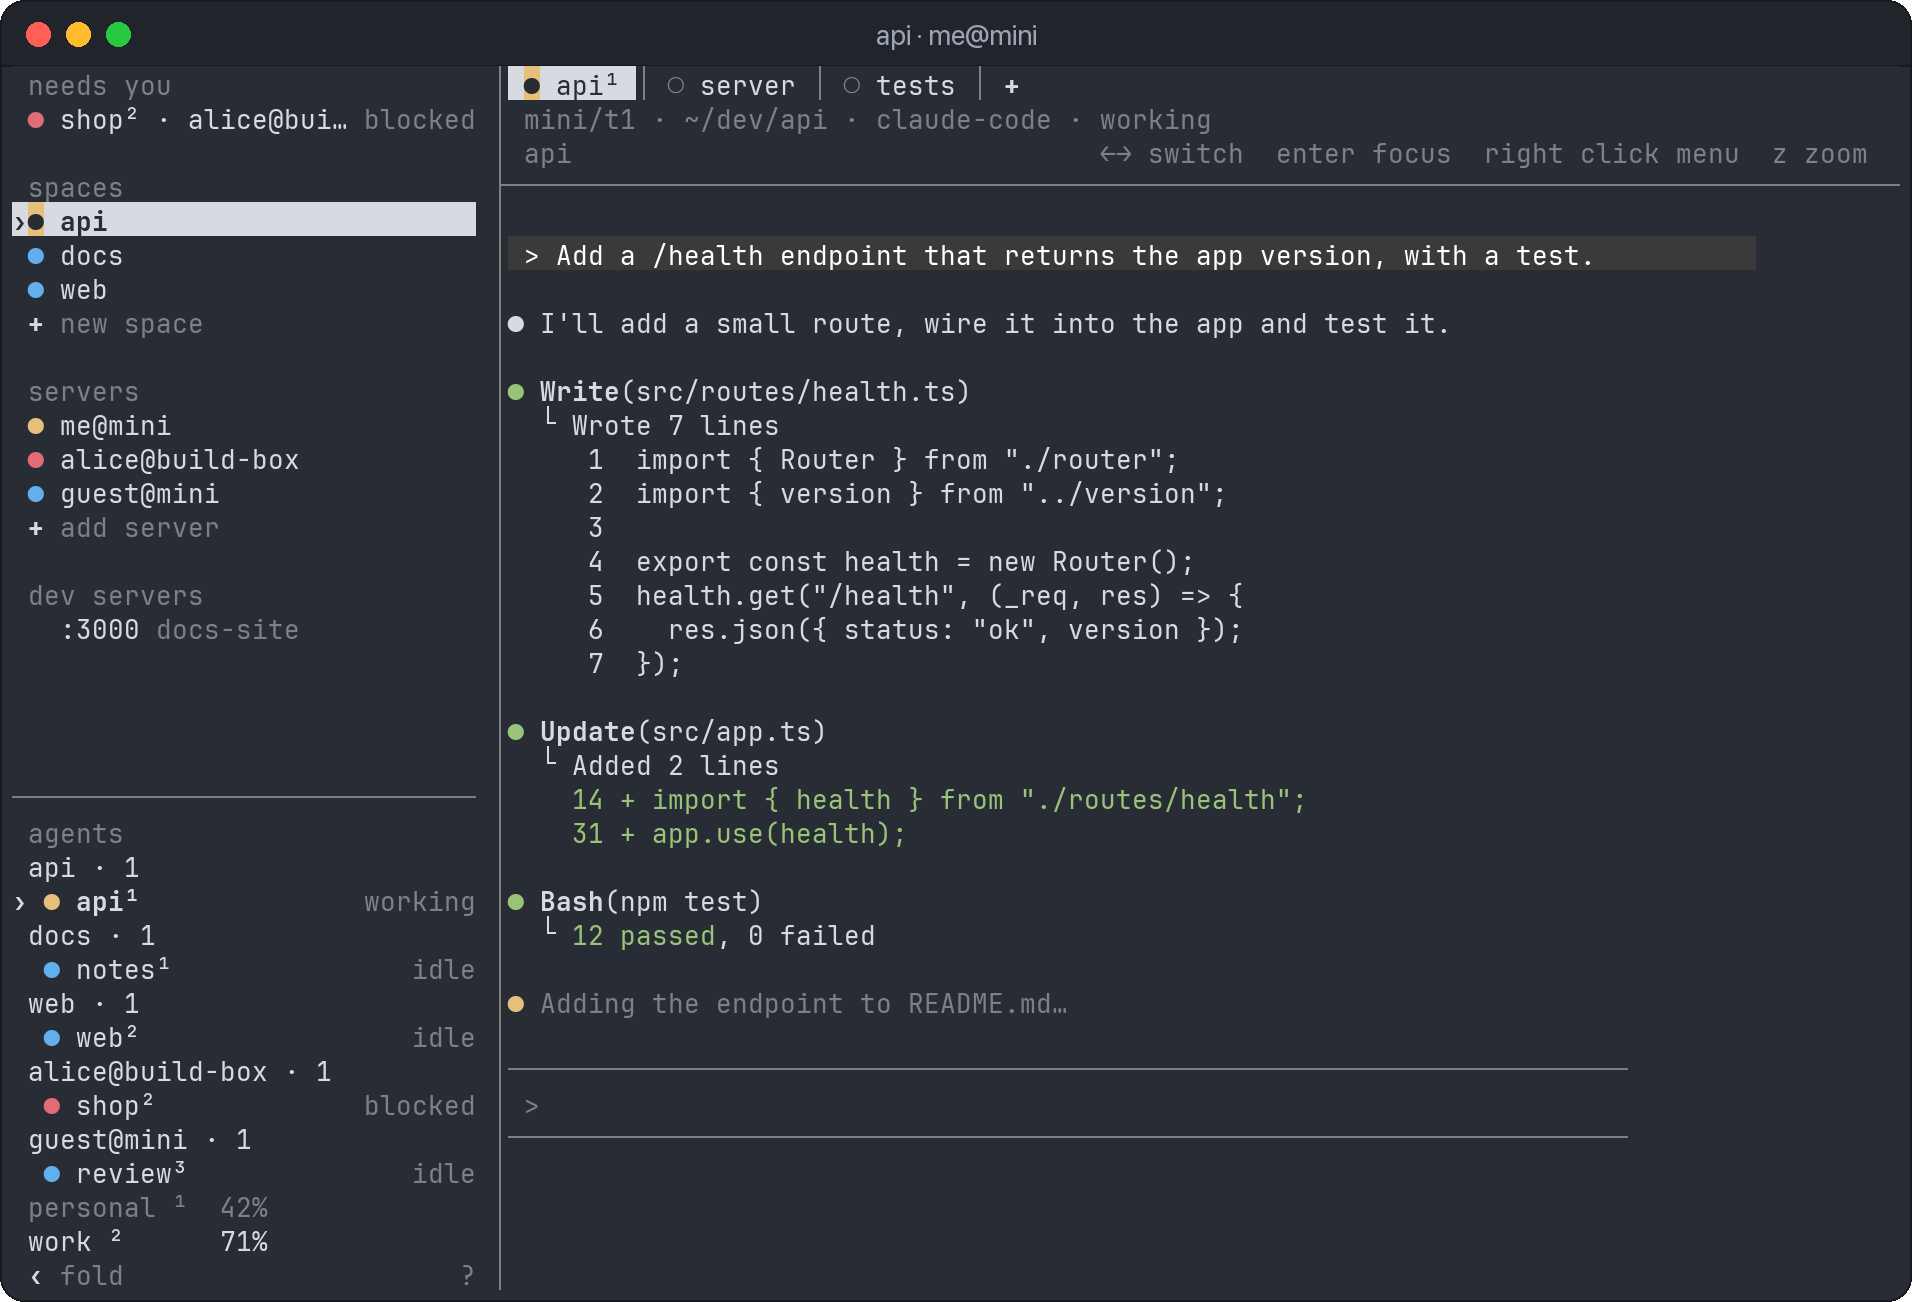 api · me@mini
needs you
shop² · alice@bui… blocked
spaces
› api
docs
web
+ new space
servers
me@mini
alice@build-box
guest@mini
+ add server
dev servers
:3000 docs-site
agents
api · 1
› api¹ working
docs · 1
notes¹ idle
web · 1
web² idle
alice@build-box · 1
shop² blocked
guest@mini · 1
review³ idle
personal ¹ 42%
work ² 71%
‹ fold ?
● api¹ │ ○ server │ ○ tests │ +
mini/t1 · ~/dev/api · claude-code · working
api ←→ switch enter focus right click menu z zoom
> Add a /health endpoint that returns the app version, with a test.
● I'll add a small route, wire it into the app and test it.
● Write(src/routes/health.ts)
└ Wrote 7 lines
1 import { Router } from "./router";
2 import { version } from "../version";
3
4 export const health = new Router();
5 health.get("/health", (_req, res) => {
6 res.json({ status: "ok", version });
7 });
● Update(src/app.ts)
└ Added 2 lines
14 + import { health } from "./routes/health";
31 + app.use(health);
● Bash(npm test)
└ 12 passed, 0 failed
● Adding the endpoint to README.md…
>